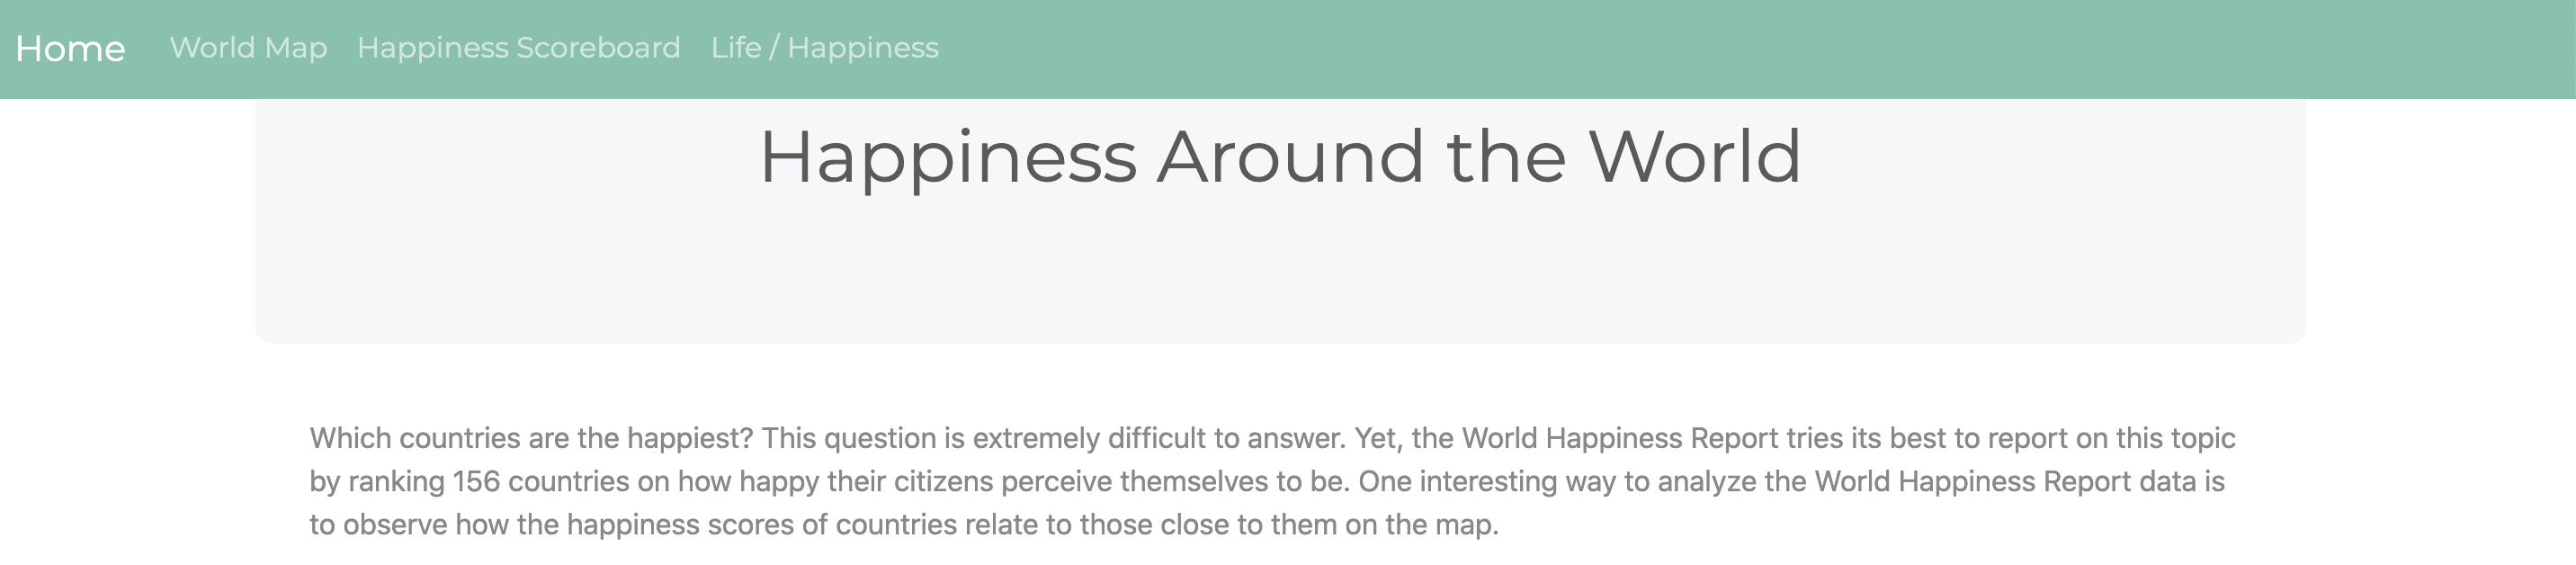 Home World Map Happiness Scoreboard Life / Happiness
Happiness Around the World
Which countries are the happiest? This question is extremely difficult to answer. Yet, the World Happiness Report tries its best to report on this topic
by ranking 156 countries on how happy their citizens perceive themselves to be. One interesting way to analyze the World Happiness Report data is
to observe how the happiness scores of countries relate to those close to them on the map.